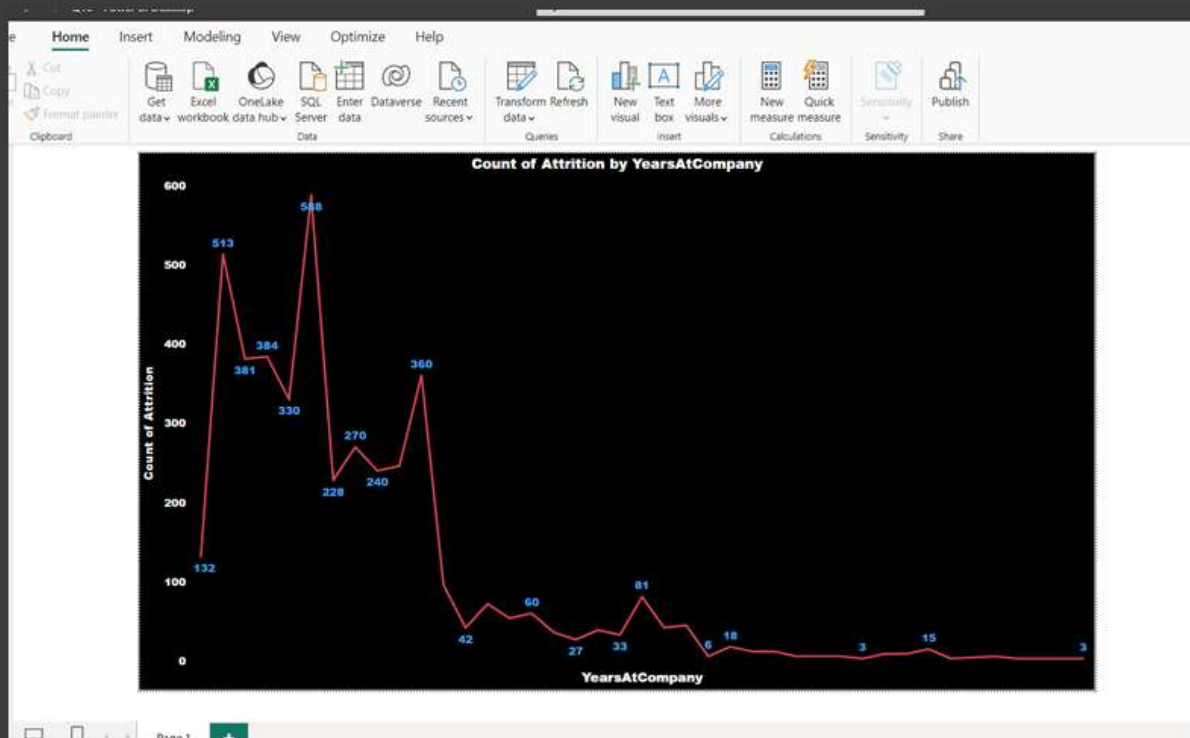 Home Insert Modeling View Optimize Help
Cut
Copy
Format painter
Clipboard
Get data
Excel workbook
OneLake data hub
SQL Server
Enter data
Dataverse
Recent sources
Data
Transform data
Refresh
Queries
New visual
Text box
More visuals
Insert
New measure
Quick measure
Calculations
Sensitivity
Sensitivity
Publish
Share
Count of Attrition by YearsAtCompany
Count of Attrition
600
500
400
300
200
100
0
132
513
381
384
330
588
228
270
240
360
42
60
27
33
81
6
18
3
15
3
YearsAtCompany
Page 1